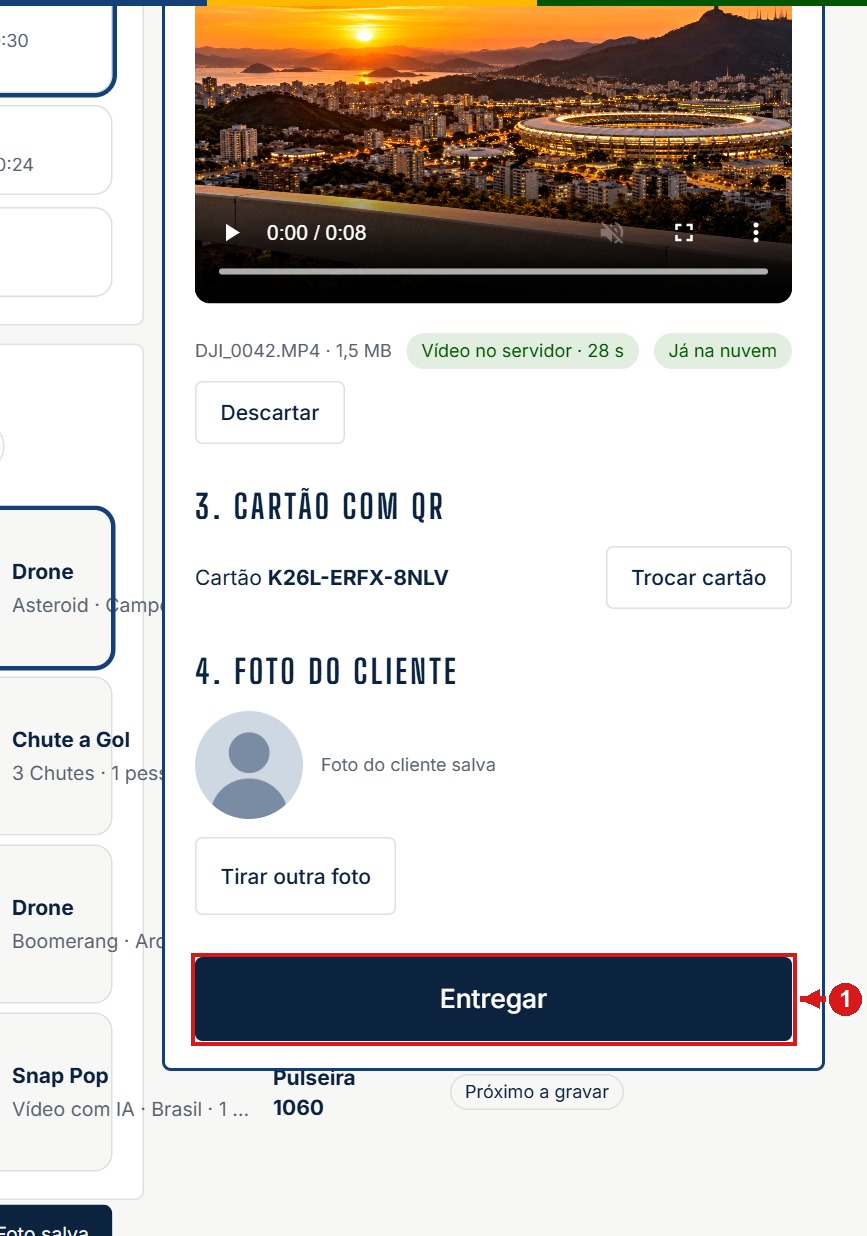 :30
0:24
0:00 / 0:08
DJI_0042.MP4 · 1,5 MB
Vídeo no servidor · 28 s
Já na nuvem
Descartar
3. CARTÃO COM QR
Cartão K26L-ERFX-8NLV
Trocar cartão
4. FOTO DO CLIENTE
Foto do cliente salva
Tirar outra foto
Entregar
1
Drone
Asteroid · Camp
Chute a Gol
3 Chutes · 1 pess
Drone
Boomerang · Arc
Snap Pop
Vídeo com IA · Brasil · 1 ...
Pulseira
1060
Próximo a gravar
Foto salva